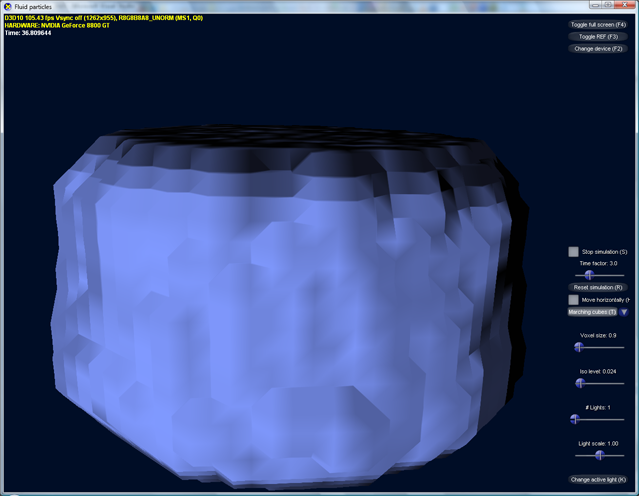 Fluid particles
D3D10 105.43 fps Vsync off (1262x955), R8G8B8A8_UNORM (MS1, Q0)
HARDWARE: NVIDIA GeForce 8800 GT
Time: 36.809644
Toggle full screen (F4)
Toggle REF (F3)
Change device (F2)
Stop simulation (S)
Time factor: 3.0
Reset simulation (R)
Move horizontally (H
Marching cubes (T)
Voxel size: 0.9
Iso level: 0.024
# Lights: 1
Light scale: 1.00
Change active light (K)